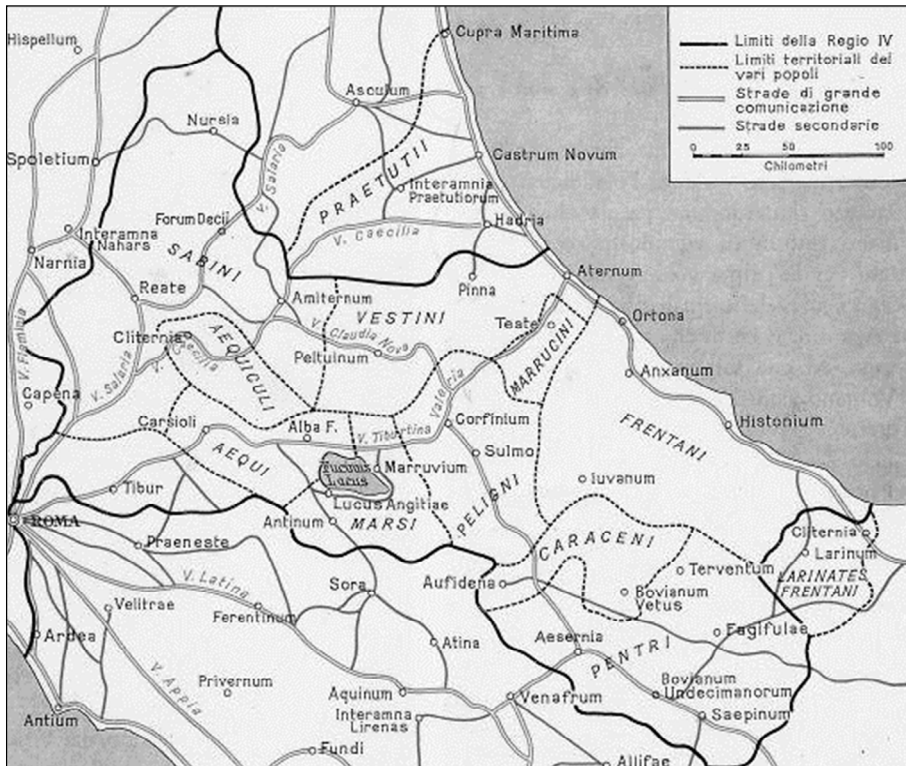 Limiti della Regio IV
Limiti territoriali dei
vari popoli
Strade di grande
comunicazione
Strade secondarie
0 25 50 100
Chilometri
Hispellum
Cupra Maritima
Asculum
Nursia
Spoletium
V. Salaria
Castrum Novum
PRAETUTII
Interamnia
Praetutiorum
Forum Decii
Hadria
Interamna
Nahars
V. Caecilia
SABINI
Narnia
Aternum
Pinna
Reate
Amiternum
VESTINI
Ortona
Teate
Cliternia
V. Claudia Nova
MARRUCINI
V. Flaminia
AEQUICULI
V. Caecilia
Peltuinum
V. Salaria
Valeria
Anxanum
Capena
Carsioli
Alba F.
V. Tiburtina
Corfinium
FRENTANI
Histonium
AEQUI
Sulmo
Fucinus
Lacus
Marruvium
Iuvanum
Tibur
Lucus Angitiae
PELIGNI
ROMA
Antinum
MARSI
Cliternia
Praeneste
CARACENI
Larinum
V. Latina
Sora
Aufidena
Terventum
LARINATES
FRENTANI
Bovianum
Vetus
Velitrae
Ferentinum
Ardea
Atina
Aesernia
Fagifulae
PENTRI
V. Appia
Privernum
Aquinum
Venafrum
Bovianum
Undecimanorum
Antium
Interamna
Lirenas
Saepinum
Fundi
Allifae